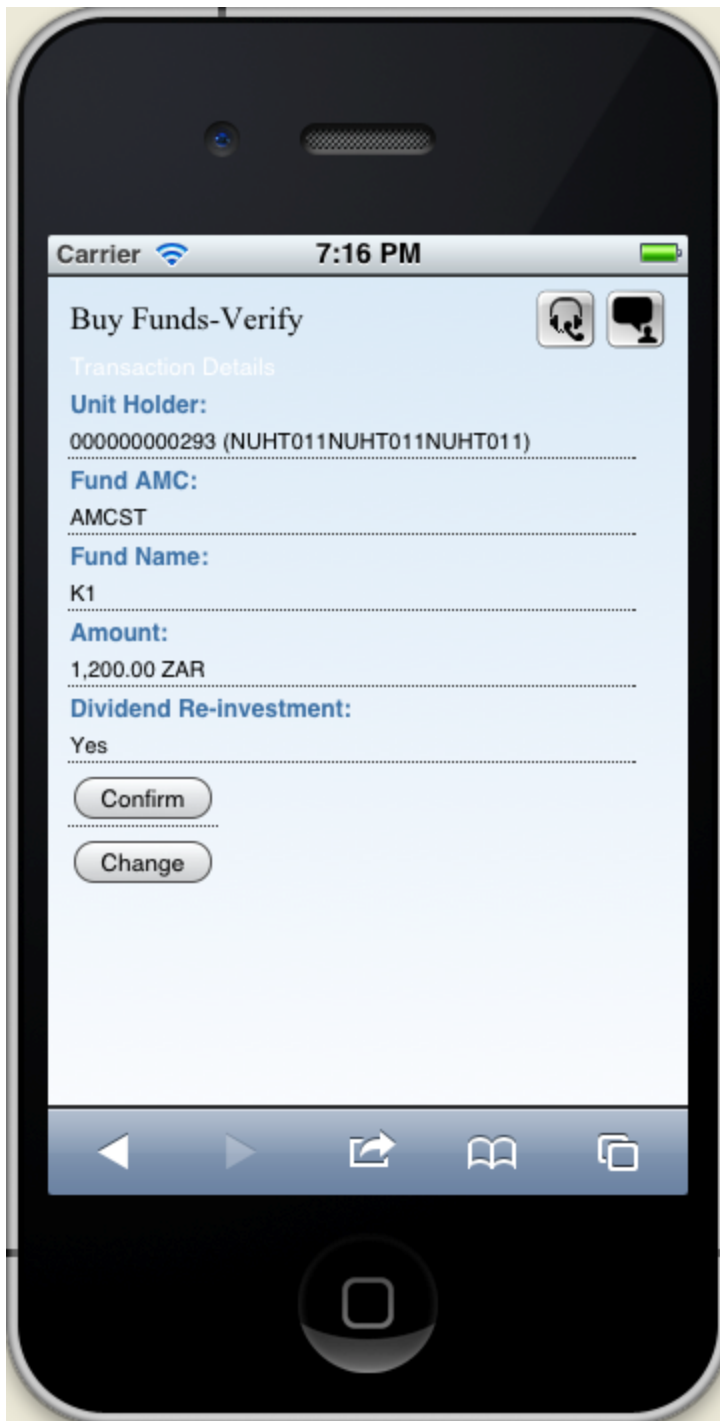 Carrier 7:16 PM
Buy Funds-Verify
Transaction Details
Unit Holder:
000000000293 (NUHT011NUHT011NUHT011)
Fund AMC:
AMCST
Fund Name:
K1
Amount:
1,200.00 ZAR
Dividend Re-investment:
Yes
Confirm
Change